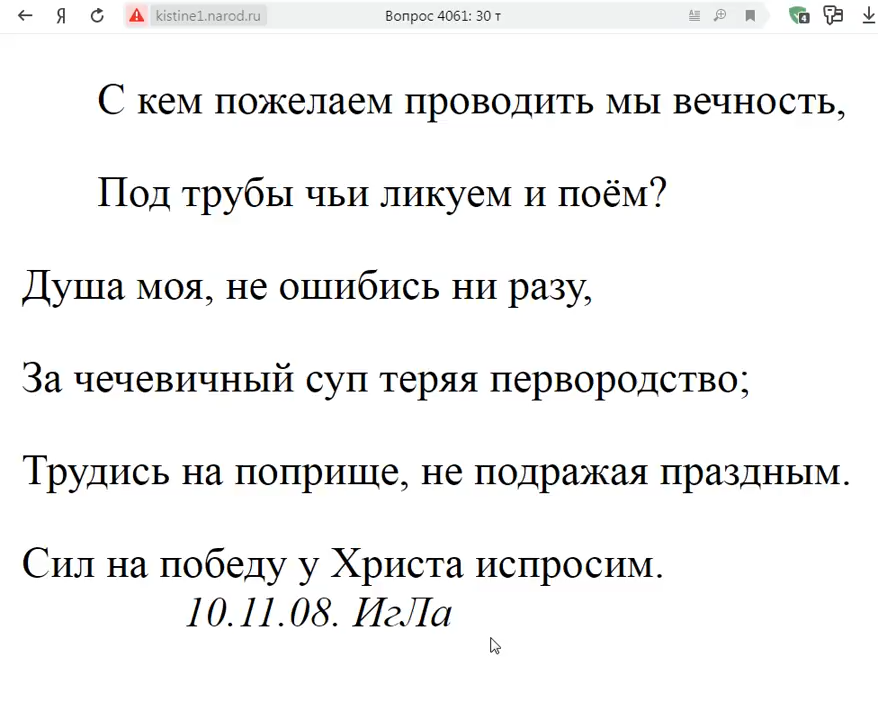 kistine1.narod.ru Вопрос 4061: 30 т
С кем пожелаем проводить мы вечность,
Под трубы чьи ликуем и поём?
Душа моя, не ошибись ни разу,
За чечевичный суп теряя первородство;
Трудись на поприще, не подражая праздным.
Сил на победу у Христа испросим.
10.11.08. ИгЛа